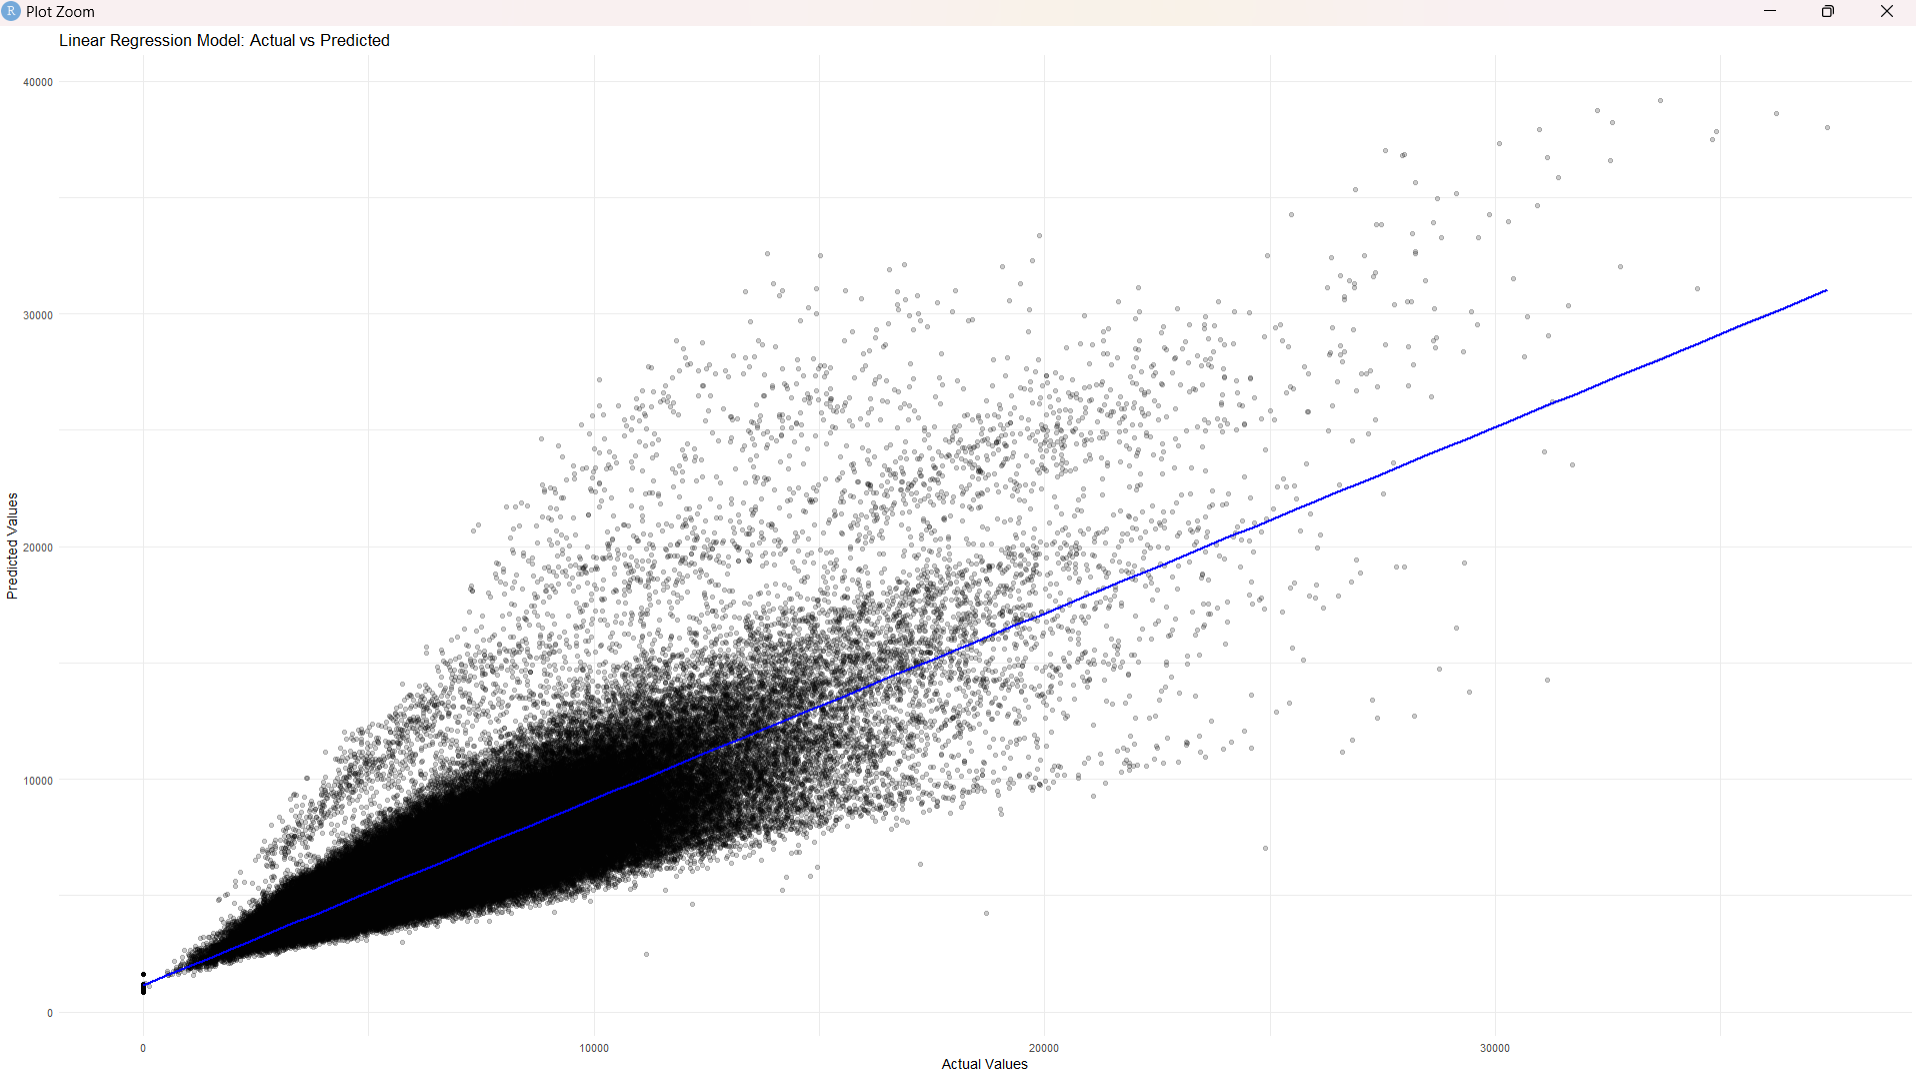 R Plot Zoom
Linear Regression Model: Actual vs Predicted
40000
30000
20000
10000
0
Predicted Values
0 10000 20000 30000
Actual Values